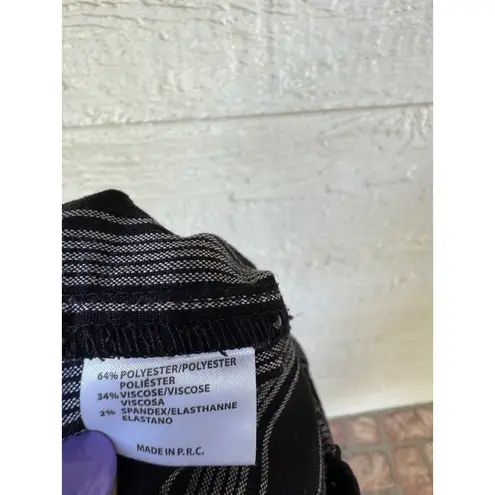 64% POLYESTER/POLYESTER
POLIÉSTER
34% VISCOSE/VISCOSE
VISCOSA
2% SPANDEX/ELASTHANNE
ELASTANO
MADE IN P.R.C.